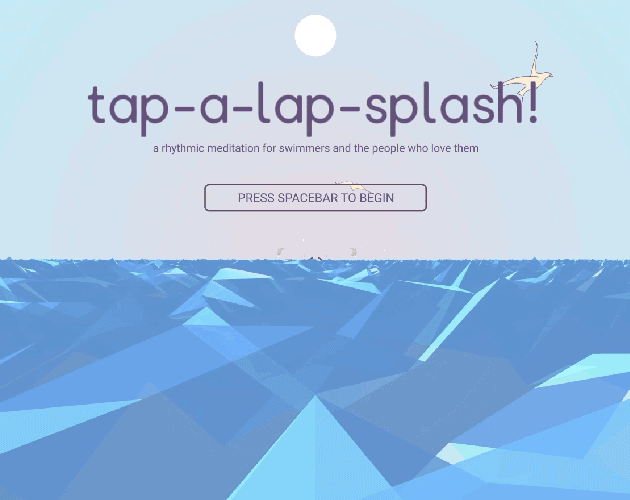 tap-a-lap-splash!
a rhythmic meditation for swimmers and the people who love them
PRESS SPACEBAR TO BEGIN